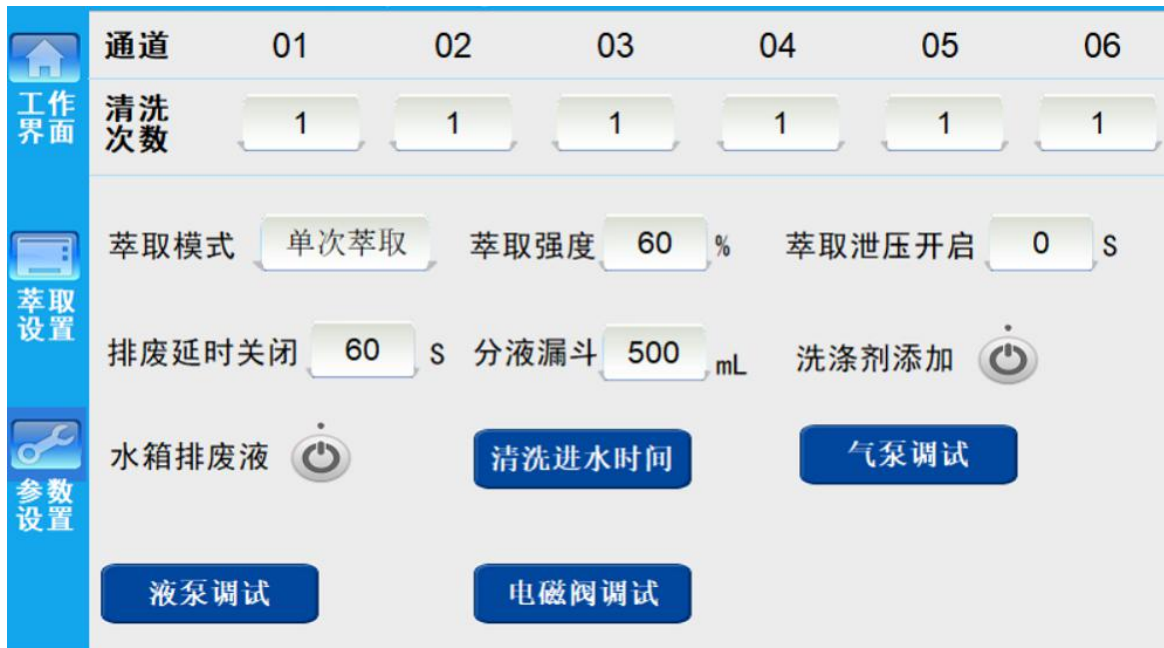 通道 01 02 03 04 05 06
清洗
次数 1 1 1 1 1 1
萃取模式 单次萃取 萃取强度 60 % 萃取泄压开启 0 S
排废延时关闭 60 S 分液漏斗 500 mL 洗涤剂添加
水箱排废液 清洗进水时间 气泵调试
液泵调试 电磁阀调试
工作
界面
萃取
设置
参数
设置